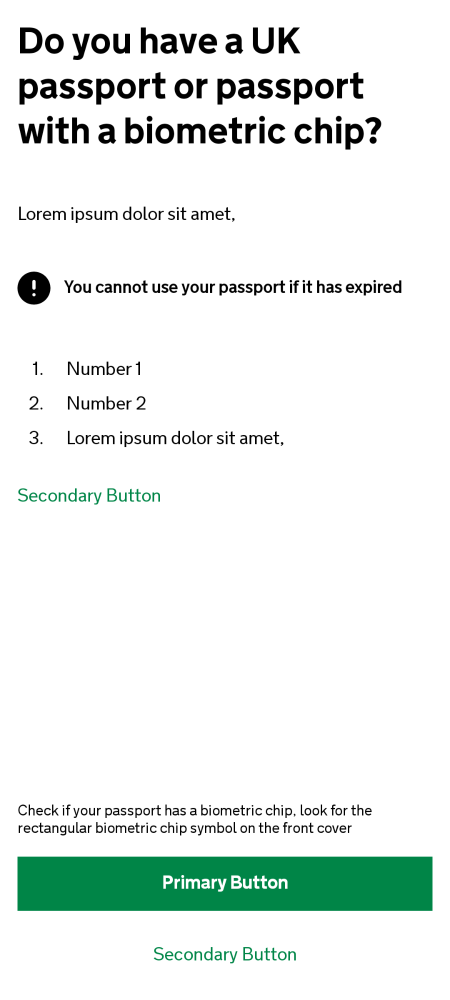 Do you have a UK
passport or passport
with a biometric chip?
Lorem ipsum dolor sit amet,
! You cannot use your passport if it has expired
1. Number 1
2. Number 2
3. Lorem ipsum dolor sit amet,
Secondary Button
Check if your passport has a biometric chip, look for the
rectangular biometric chip symbol on the front cover
Primary Button
Secondary Button